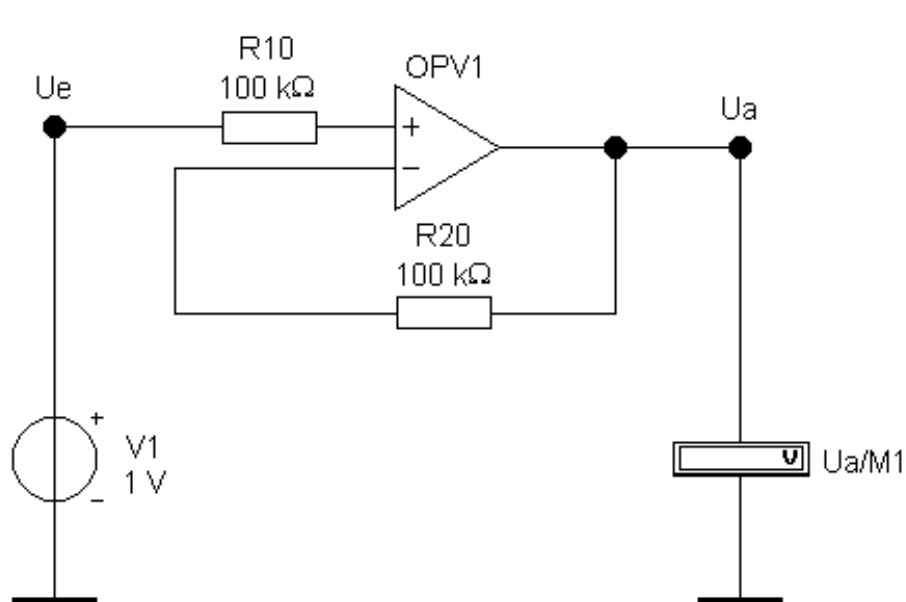 R10
100 kΩ
OPV1
Ue
Ua
+
−
R20
100 kΩ
+
V1
1 V
−
V
Ua/M1